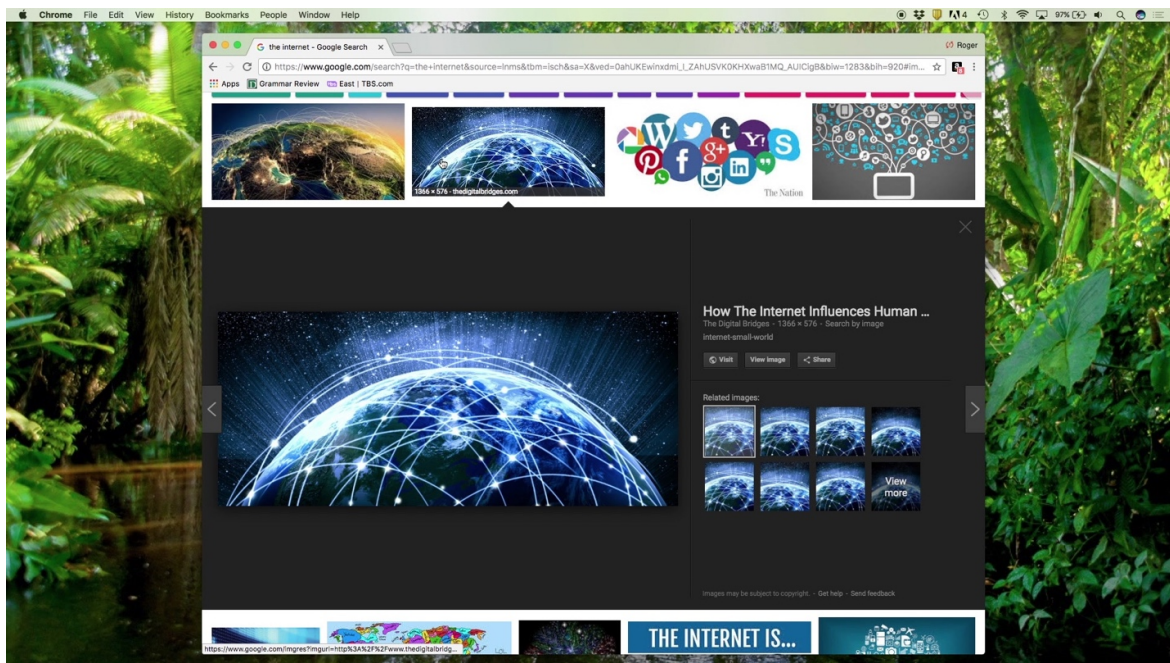 Chrome File Edit View History Bookmarks People Window Help
4 97%
the internet - Google Search
Roger
https://www.google.com/search?q=the+internet&source=lnms&tbm=isch&sa=X&ved=0ahUKEwinxdmi_l_ZAhUSVK0KHXwaB1MQ_AUICigB&biw=1283&bih=920#im...
Apps Grammar Review East | TBS.com
1366 × 576 - thedigitalbridges.com
W t Y! S
P f g+ in
The Nation
How The Internet Influences Human ...
The Digital Bridges - 1366 × 576 - Search by image
internet-small-world
Visit View image Share
Related images:
View
more
Images may be subject to copyright. - Get help - Send feedback
THE INTERNET IS...
https://www.google.com/imgres?imgurl=http%3A%2F%2Fwww.thedigitalbridg...